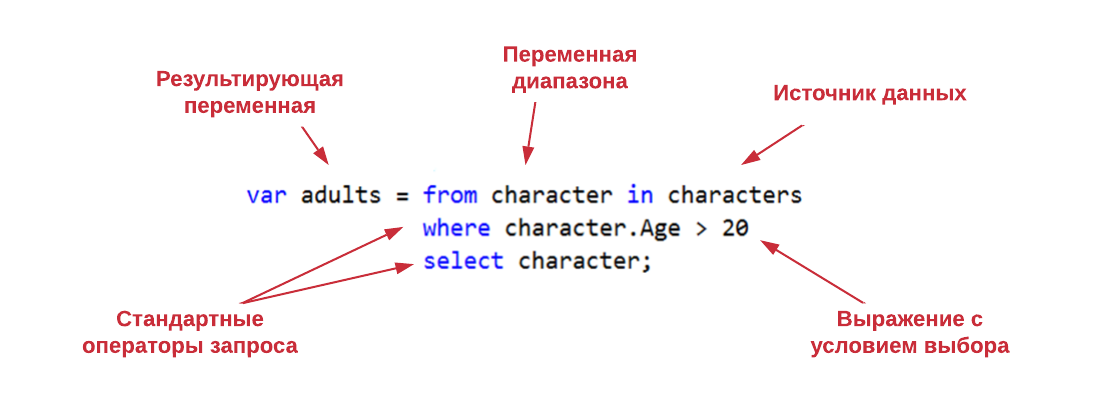 Переменная
диапазона
Результирующая
переменная
Источник данных
var adults = from character in characters
where character.Age > 20
select character;
Стандартные
операторы запроса
Выражение с
условием выбора